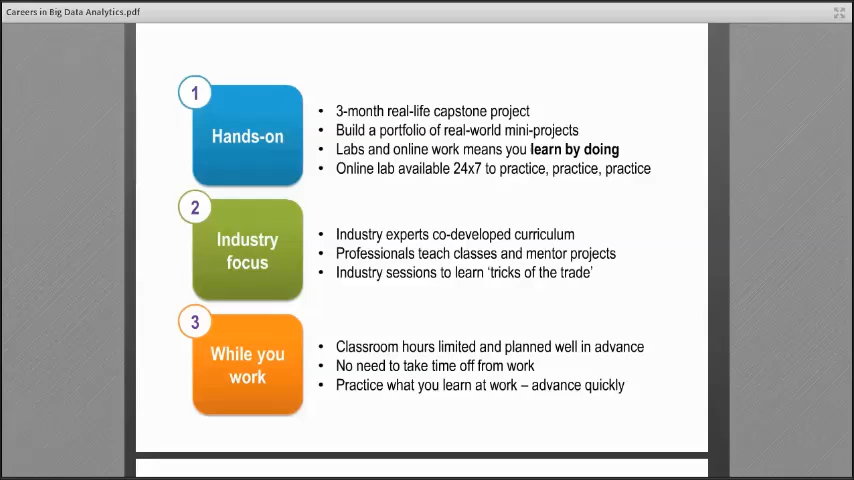 Careers in Big Data Analytics.pdf
1
Hands-on
• 3-month real-life capstone project
• Build a portfolio of real-world mini-projects
• Labs and online work means you learn by doing
• Online lab available 24x7 to practice, practice, practice
2
Industry
focus
• Industry experts co-developed curriculum
• Professionals teach classes and mentor projects
• Industry sessions to learn ‘tricks of the trade’
3
While you
work
• Classroom hours limited and planned well in advance
• No need to take time off from work
• Practice what you learn at work – advance quickly